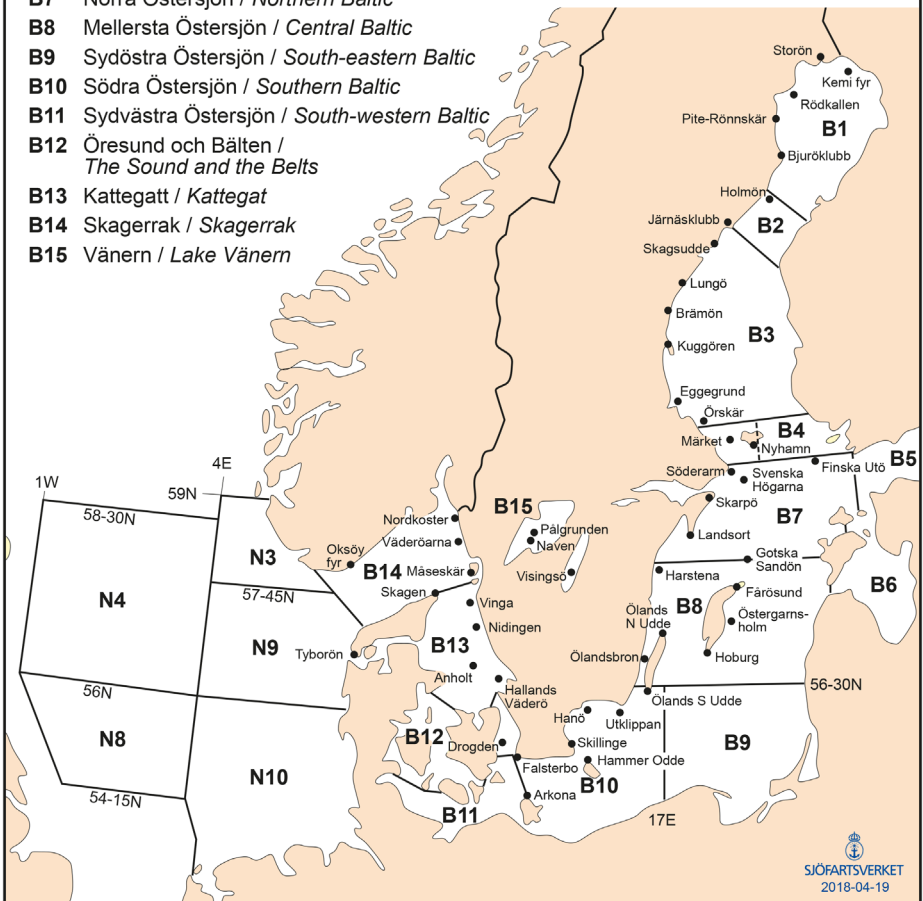 B7 Norra Östersjön / Northern Baltic
B8 Mellersta Östersjön / Central Baltic
B9 Sydöstra Östersjön / South-eastern Baltic
B10 Södra Östersjön / Southern Baltic
B11 Sydvästra Östersjön / South-western Baltic
B12 Öresund och Bälten /
The Sound and the Belts
B13 Kattegatt / Kattegat
B14 Skagerrak / Skagerrak
B15 Vänern / Lake Vänern
Storön
Kemi fyr
Rödkallen
Pite-Rönnskär
B1
Bjuröklubb
Holmön
Järnäsklubb
B2
Skagsudde
Lungö
Brämön
B3
Kuggören
Eggegrund
Örskär
B4
Märket
Nyhamn
B5
Söderarm
Svenska
Högarna
Finska Utö
Skarpö
B7
Landsort
Gotska
Sandön
Harstena
B6
Fårösund
B8
Ölands
N Udde
Östergarns-
holm
Ölandsbron
Hoburg
56-30N
Ölands S Udde
4E
1W
59N
58-30N
B15
Nordkoster
Pålgrunden
Väderöarna
Naven
N3
Oksöy
fyr
B14
Måseskär
Visingsö
57-45N
Skagen
N4
Vinga
Nidingen
N9
Tyborön
B13
Anholt
Hallands
Väderö
56N
Hanö
Utklippan
N8
B12
Drogden
Skillinge
B9
Falsterbo
Hammer Odde
N10
B10
54-15N
Arkona
B11
17E
SJÖFARTSVERKET
2018-04-19